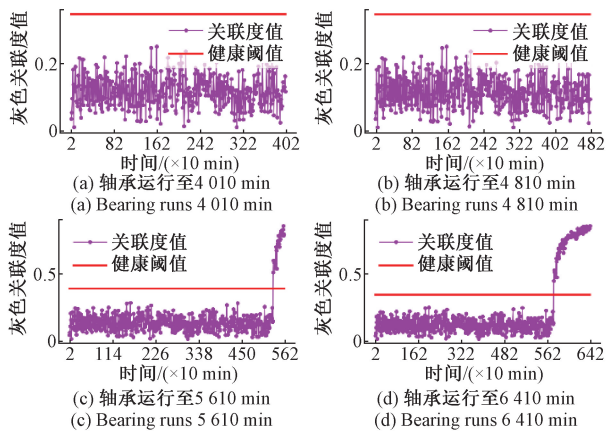 灰色关联度值
0.2
0
关联度值
健康阈值
2 82 162 242 322 402
时间/(×10 min)
(a) 轴承运行至4 010 min
(a) Bearing runs 4 010 min
灰色关联度值
0.2
0
关联度值
健康阈值
2 82 162 242 322 402 482
时间/(×10 min)
(b) 轴承运行至4 810 min
(b) Bearing runs 4 810 min
灰色关联度值
0.5
0
关联度值
健康阈值
2 114 226 338 450 562
时间/(×10 min)
(c) 轴承运行至5 610 min
(c) Bearing runs 5 610 min
灰色关联度值
0.5
0
关联度值
健康阈值
2 162 322 482 562 642
时间/(×10 min)
(d) 轴承运行至6 410 min
(d) Bearing runs 6 410 min